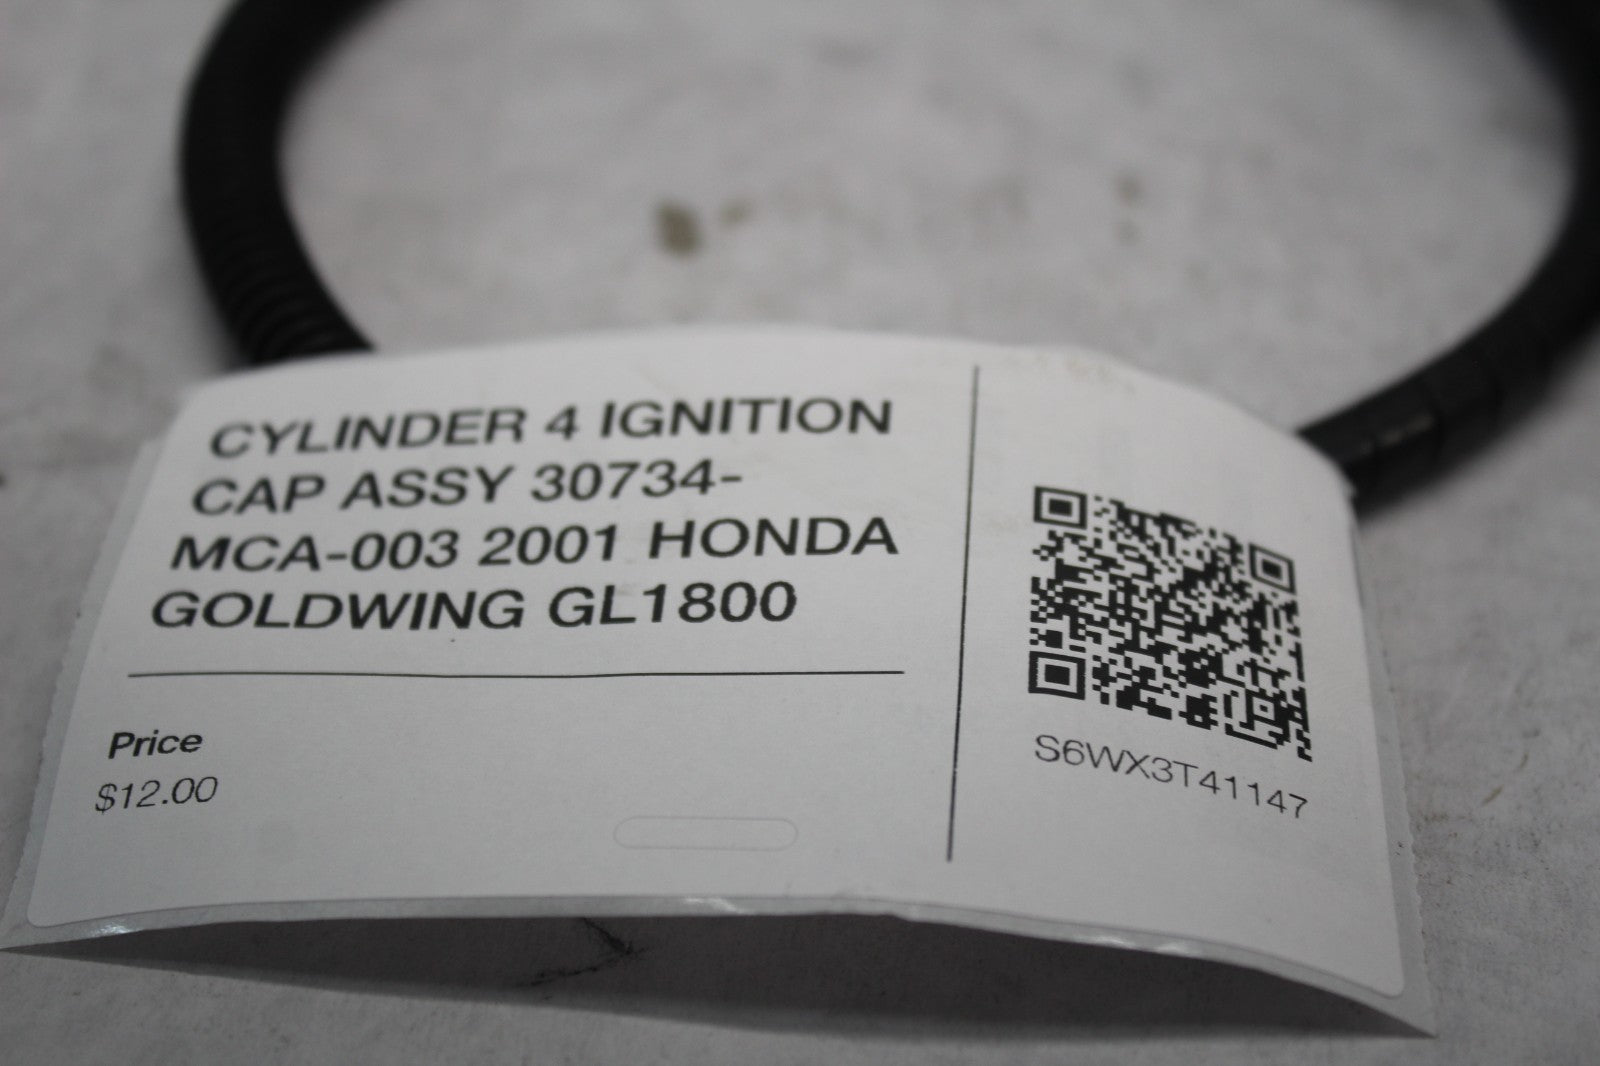 CYLINDER 4 IGNITION
CAP ASSY 30734-
MCA-003 2001 HONDA
GOLDWING GL1800
Price
$12.00
S6WX3T41147